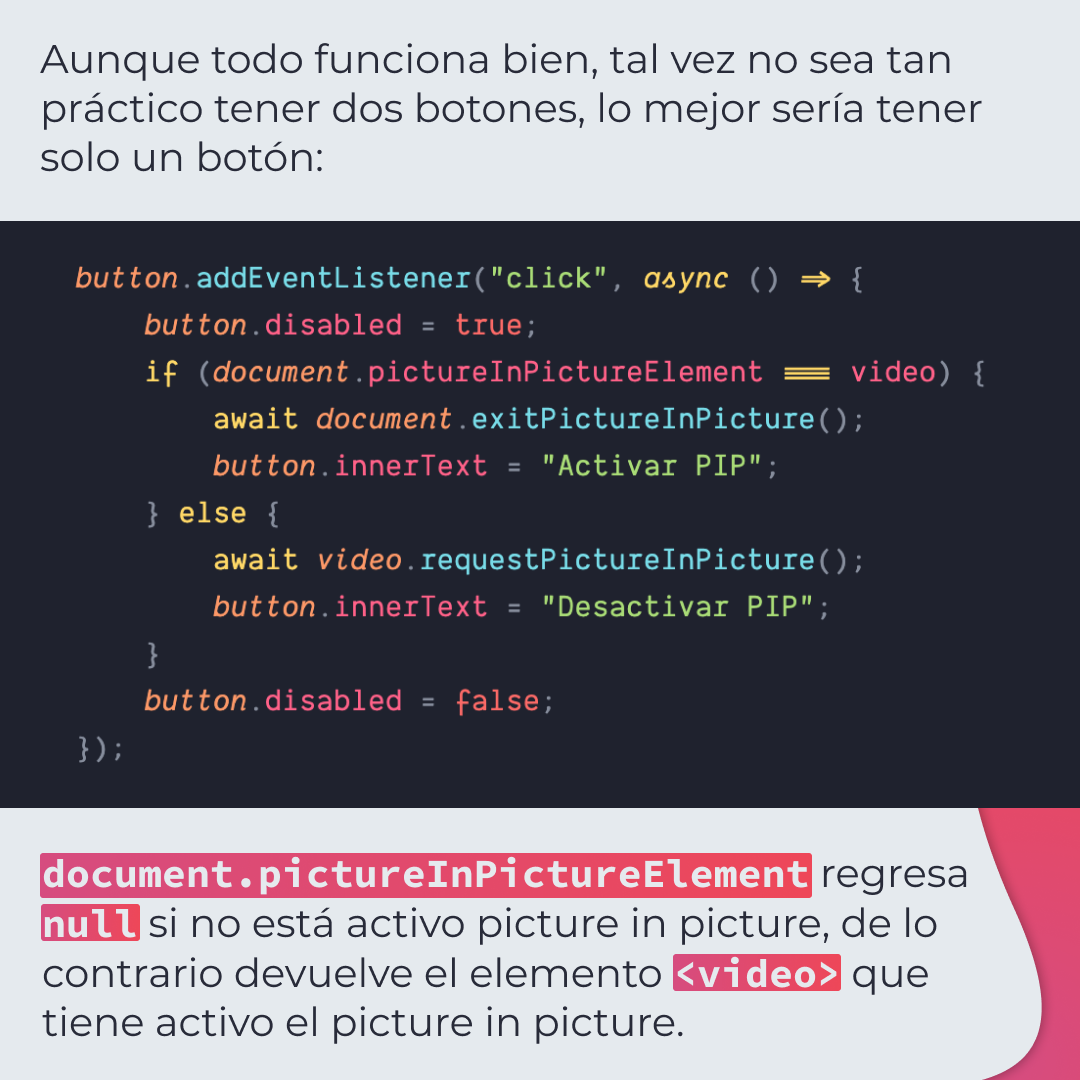 Aunque todo funciona bien, tal vez no sea tan
práctico tener dos botones, lo mejor sería tener
solo un botón:
button.addEventListener("click", async () => {
    button.disabled = true;
    if (document.pictureInPictureElement === video) {
        await document.exitPictureInPicture();
        button.innerText = "Activar PIP";
    } else {
        await video.requestPictureInPicture();
        button.innerText = "Desactivar PIP";
    }
    button.disabled = false;
});
document.pictureInPictureElement regresa
null si no está activo picture in picture, de lo
contrario devuelve el elemento <video> que
tiene activo el picture in picture.